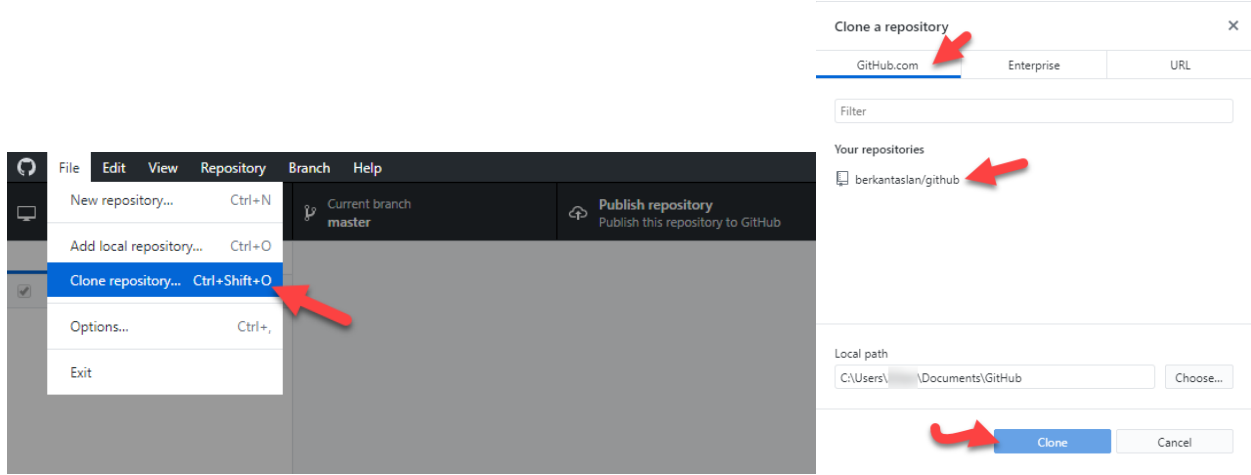 File Edit View Repository Branch Help
New repository... Ctrl+N
Add local repository... Ctrl+O
Clone repository... Ctrl+Shift+O
Options... Ctrl+,
Exit
Current branch
master
Publish repository
Publish this repository to GitHub
Clone a repository
GitHub.com Enterprise URL
Filter
Your repositories
berkantaslan/github
Local path
C:\Users\ \Documents\GitHub Choose...
Clone Cancel